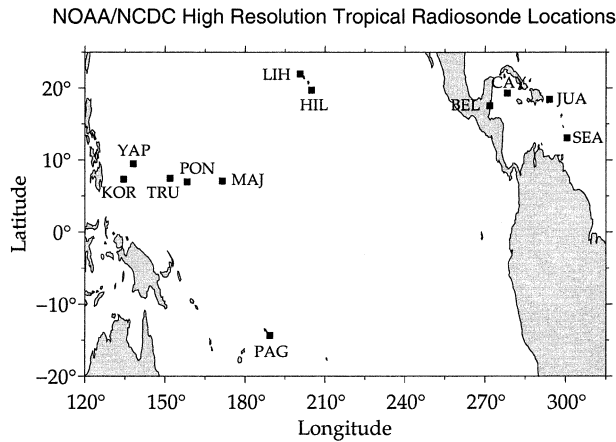 NOAA/NCDC High Resolution Tropical Radiosonde Locations
20°
10°
0°
−10°
−20°
Latitude
LIH
HIL
YAP
KOR
TRU
PON
MAJ
PAG
BEL
CAY
JUA
SEA
120° 150° 180° 210° 240° 270° 300°
Longitude